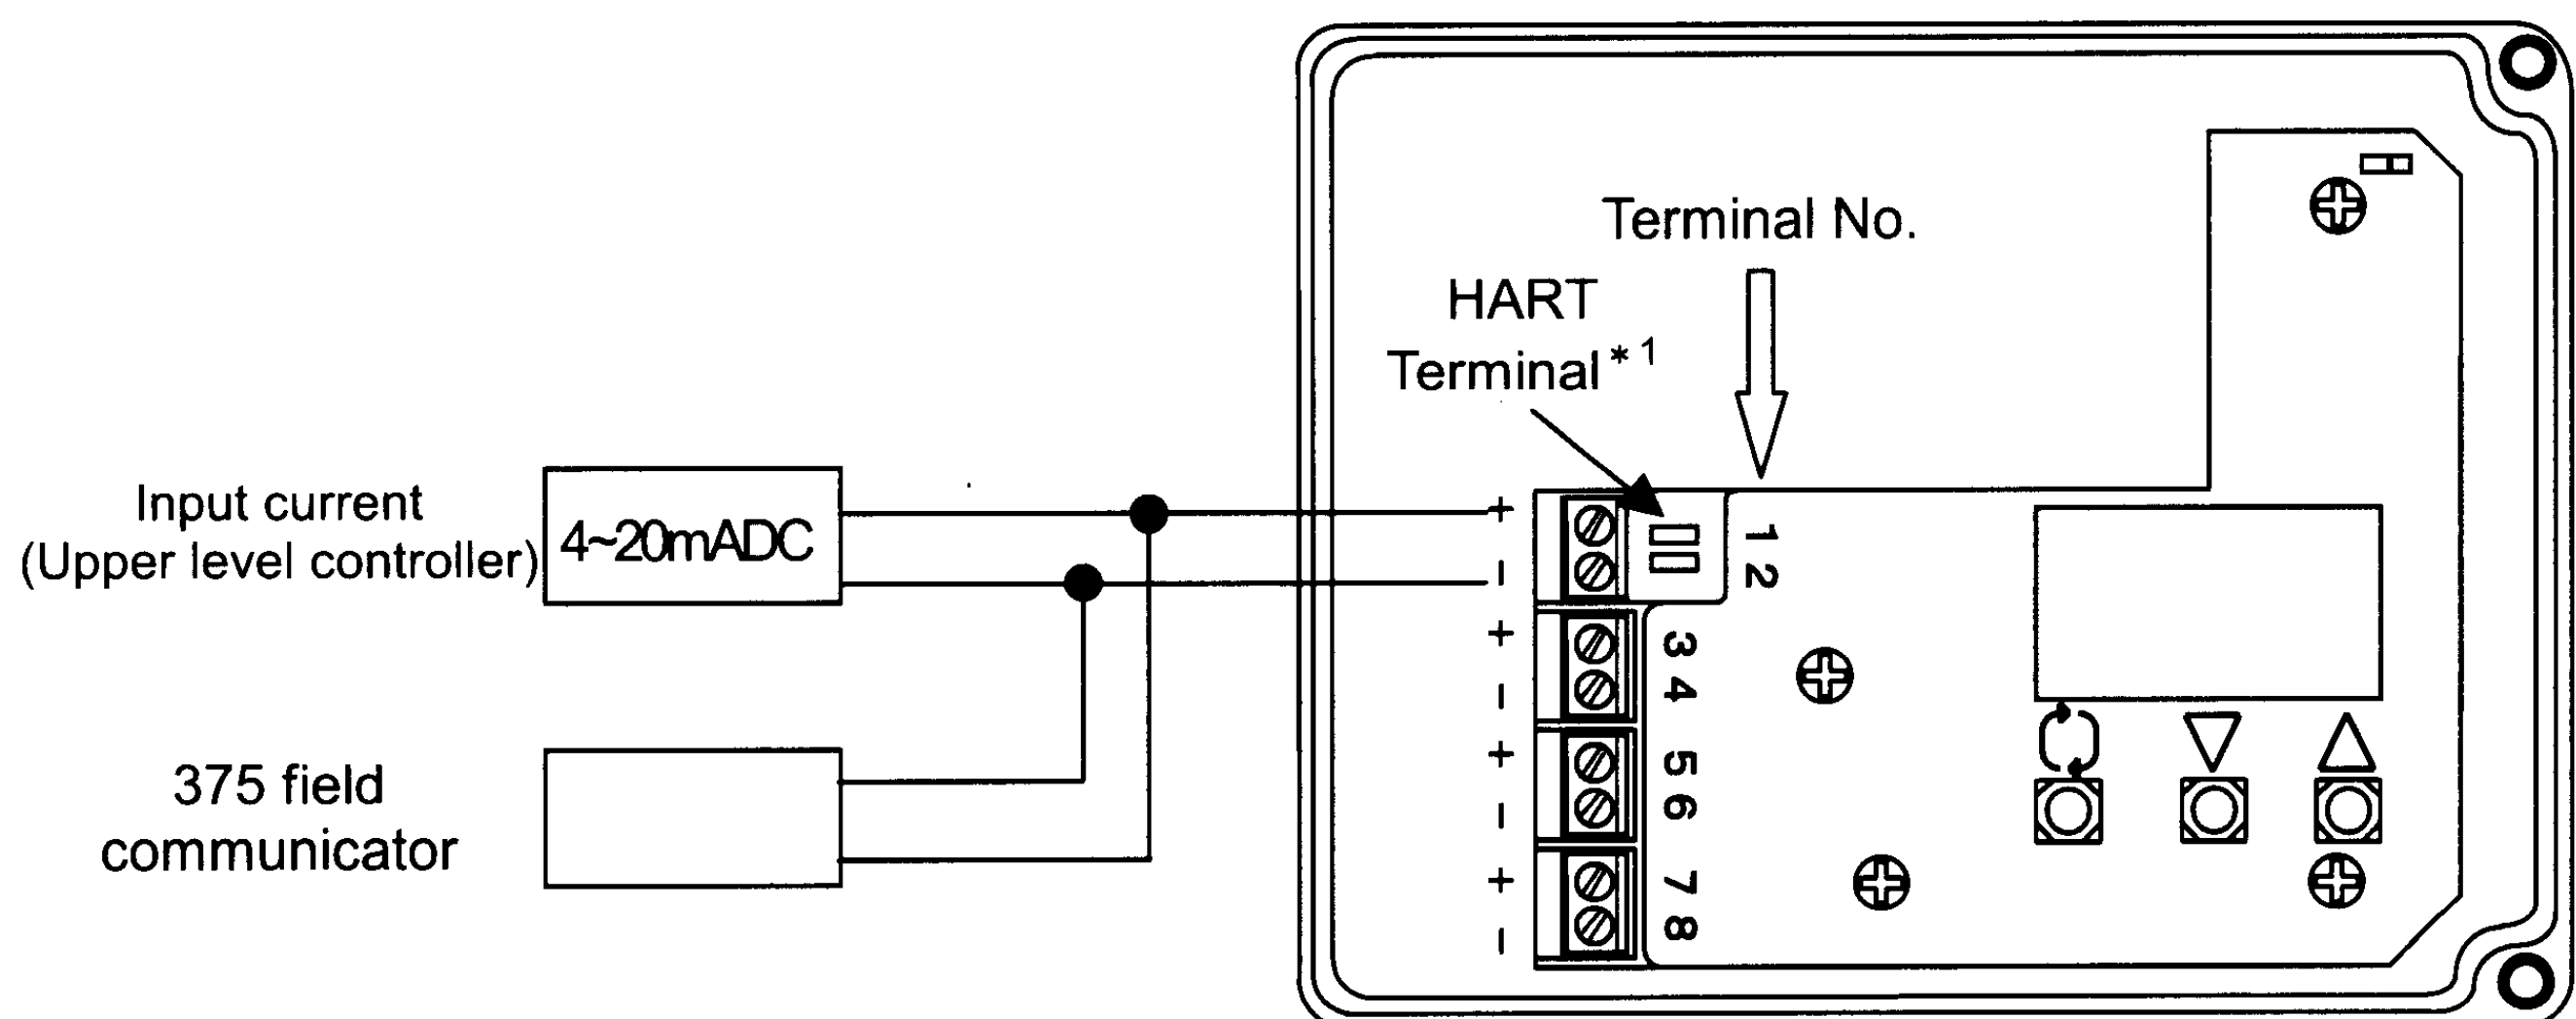 Terminal No.
HART
Terminal *1
Input current
(Upper level controller)
4~20mADC
375 field
communicator
+
−
+
−
+
−
+
−
1
2
3
4
5
6
7
8